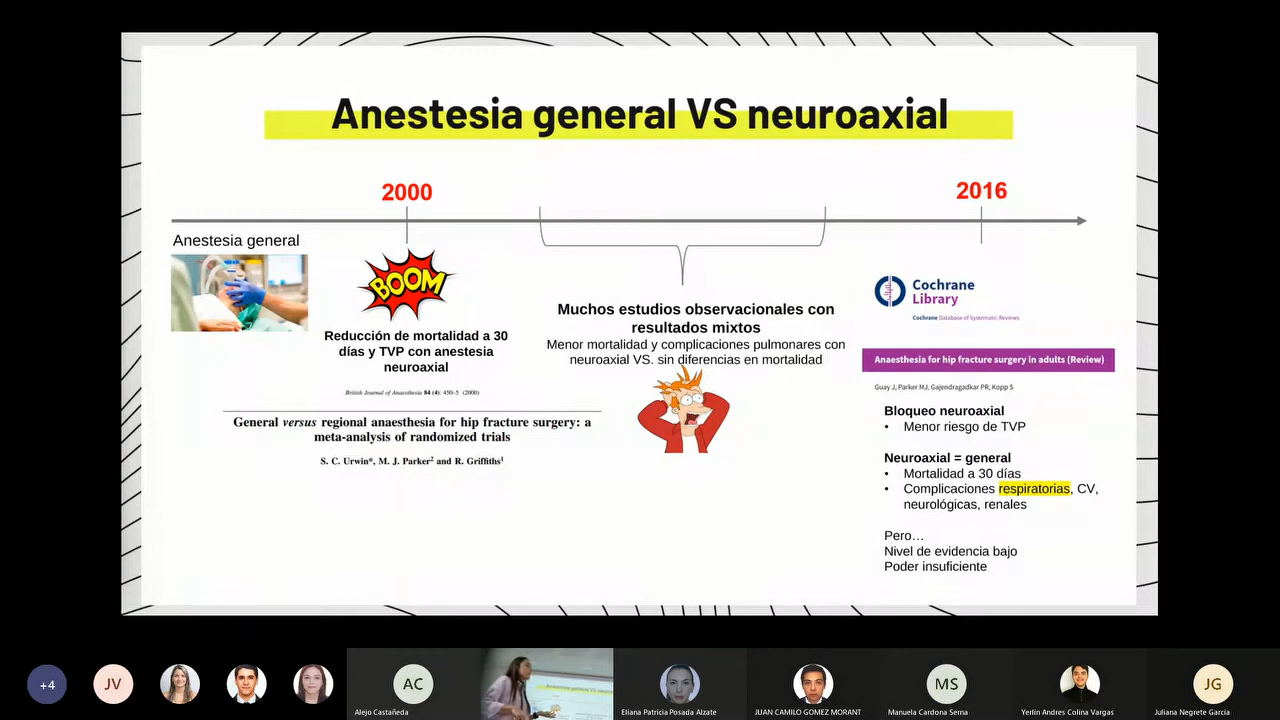 Anestesia general VS neuroaxial
2000
2016
Anestesia general
BOOM
Reducción de mortalidad a 30
días y TVP con anestesia
neuroaxial
British Journal of Anaesthesia 84 (4): 450–5 (2000)
General versus regional anaesthesia for hip fracture surgery: a
meta-analysis of randomized trials
S. C. Urwin*, M. J. Parker² and R. Griffiths¹
Muchos estudios observacionales con
resultados mixtos
Menor mortalidad y complicaciones pulmonares con
neuroaxial VS. sin diferencias en mortalidad
Cochrane
Library
Cochrane Database of Systematic Reviews
Anaesthesia for hip fracture surgery in adults (Review)
Guay J, Parker MJ, Gajendragadkar PR, Kopp S
Bloqueo neuroaxial
• Menor riesgo de TVP
Neuroaxial = general
• Mortalidad a 30 días
• Complicaciones respiratorias, CV,
neurológicas, renales
Pero…
Nivel de evidencia bajo
Poder insuficiente
+4
JV
AC
MS
JG
Alejo Castañeda
Eliana Patricia Posada Alzate
JUAN CAMILO GOMEZ MORANT
Manuela Cardona Serna
Yerlin Andres Colina Vargas
Juliana Negrete Garcia